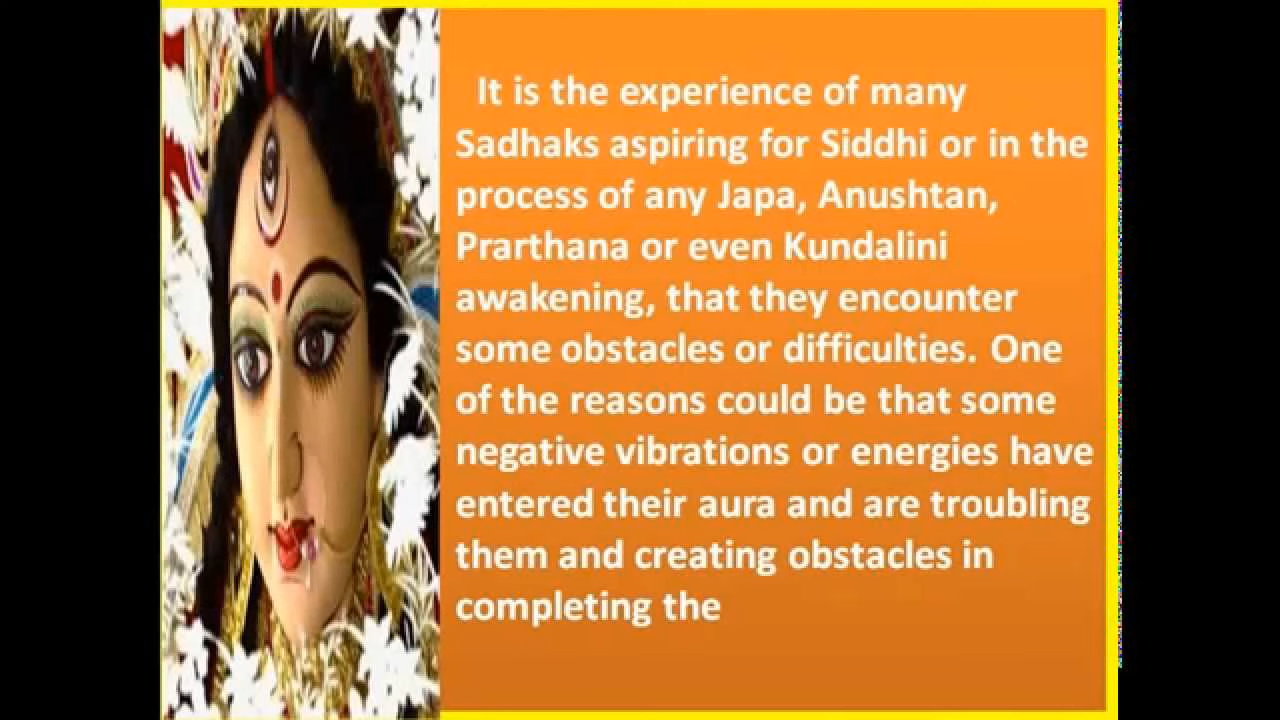 It is the experience of many
Sadhaks aspiring for Siddhi or in the
process of any Japa, Anushtan,
Prarthana or even Kundalini
awakening, that they encounter
some obstacles or difficulties. One
of the reasons could be that some
negative vibrations or energies have
entered their aura and are troubling
them and creating obstacles in
completing the